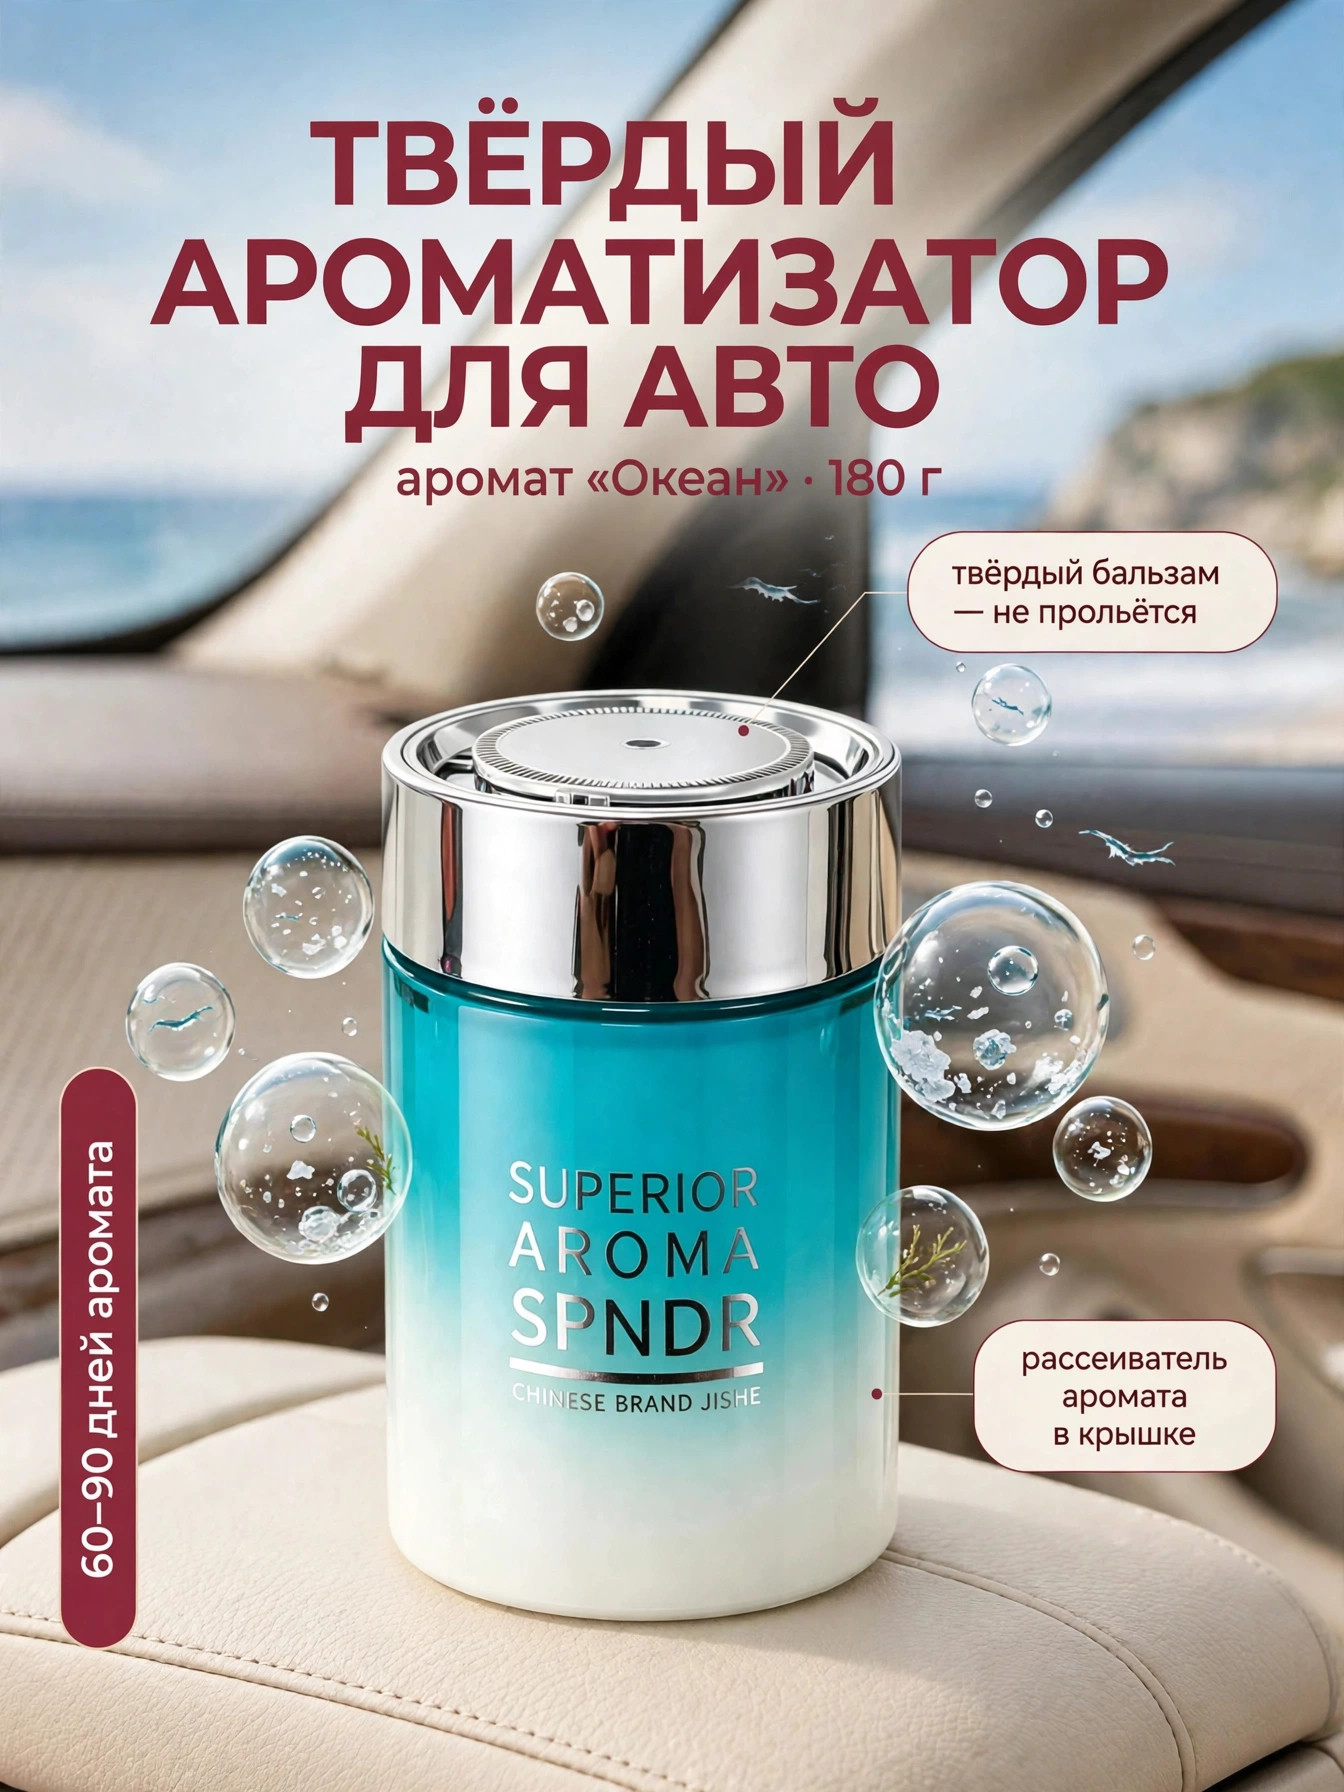 ТВЁРДЫЙ
АРОМАТИЗАТОР
ДЛЯ АВТО
аромат «Океан» · 180 г
твёрдый бальзам
— не прольётся
60–90 дней аромата
SUPERIOR
AROMA
SPNDR
CHINESE BRAND JISHE
рассеиватель
аромата
в крышке